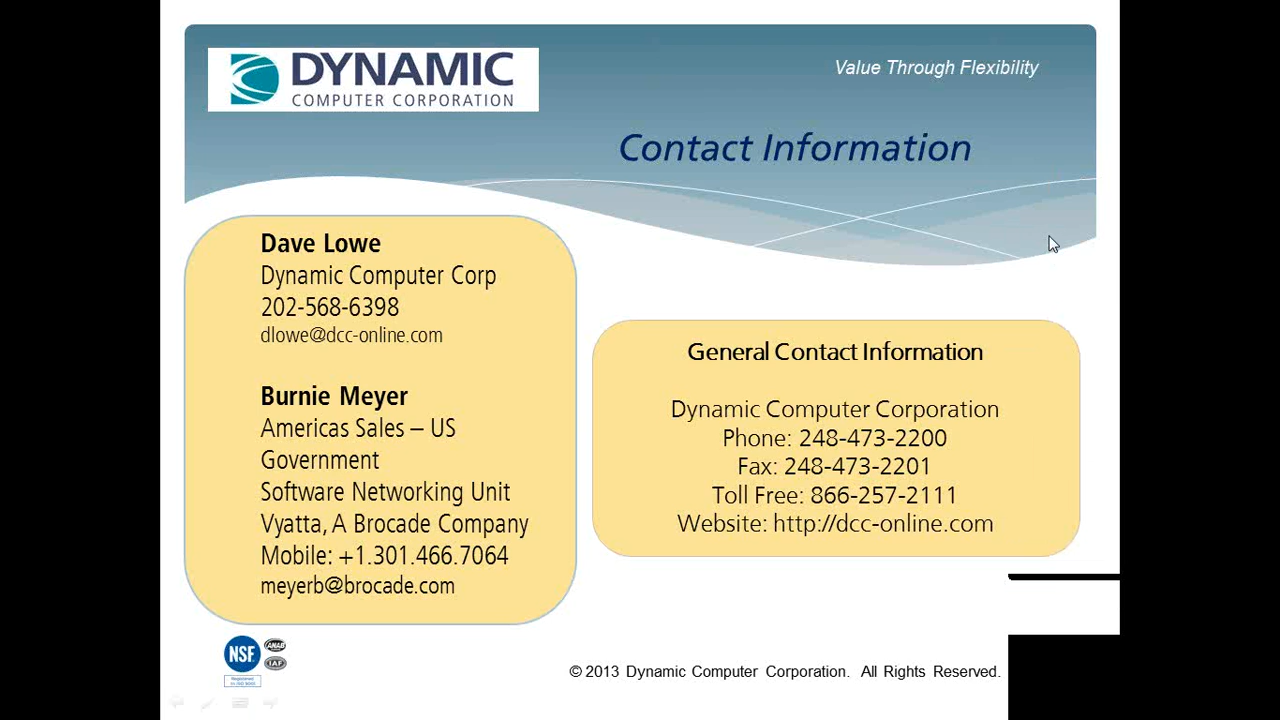 DYNAMIC
COMPUTER CORPORATION
Value Through Flexibility
Contact Information
Dave Lowe
Dynamic Computer Corp
202-568-6398
dlowe@dcc-online.com
Burnie Meyer
Americas Sales – US
Government
Software Networking Unit
Vyatta, A Brocade Company
Mobile: +1.301.466.7064
meyerb@brocade.com
General Contact Information
Dynamic Computer Corporation
Phone: 248-473-2200
Fax: 248-473-2201
Toll Free: 866-257-2111
Website: http://dcc-online.com
NSF
ANAB
IAF
© 2013 Dynamic Computer Corporation. All Rights Reserved.